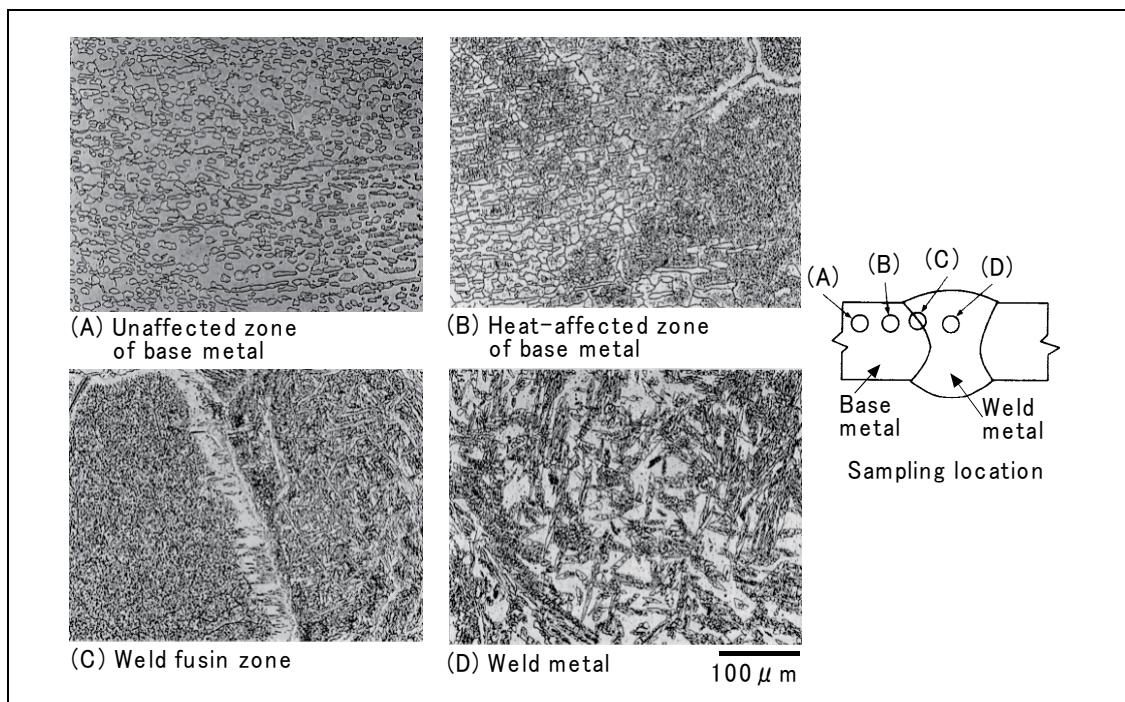 (A) Unaffected zone
of base metal
(B) Heat-affected zone
of base metal
(A)
(B)
(C)
(D)
Base
metal
Weld
metal
Sampling location
(C) Weld fusin zone
(D) Weld metal
100 μm